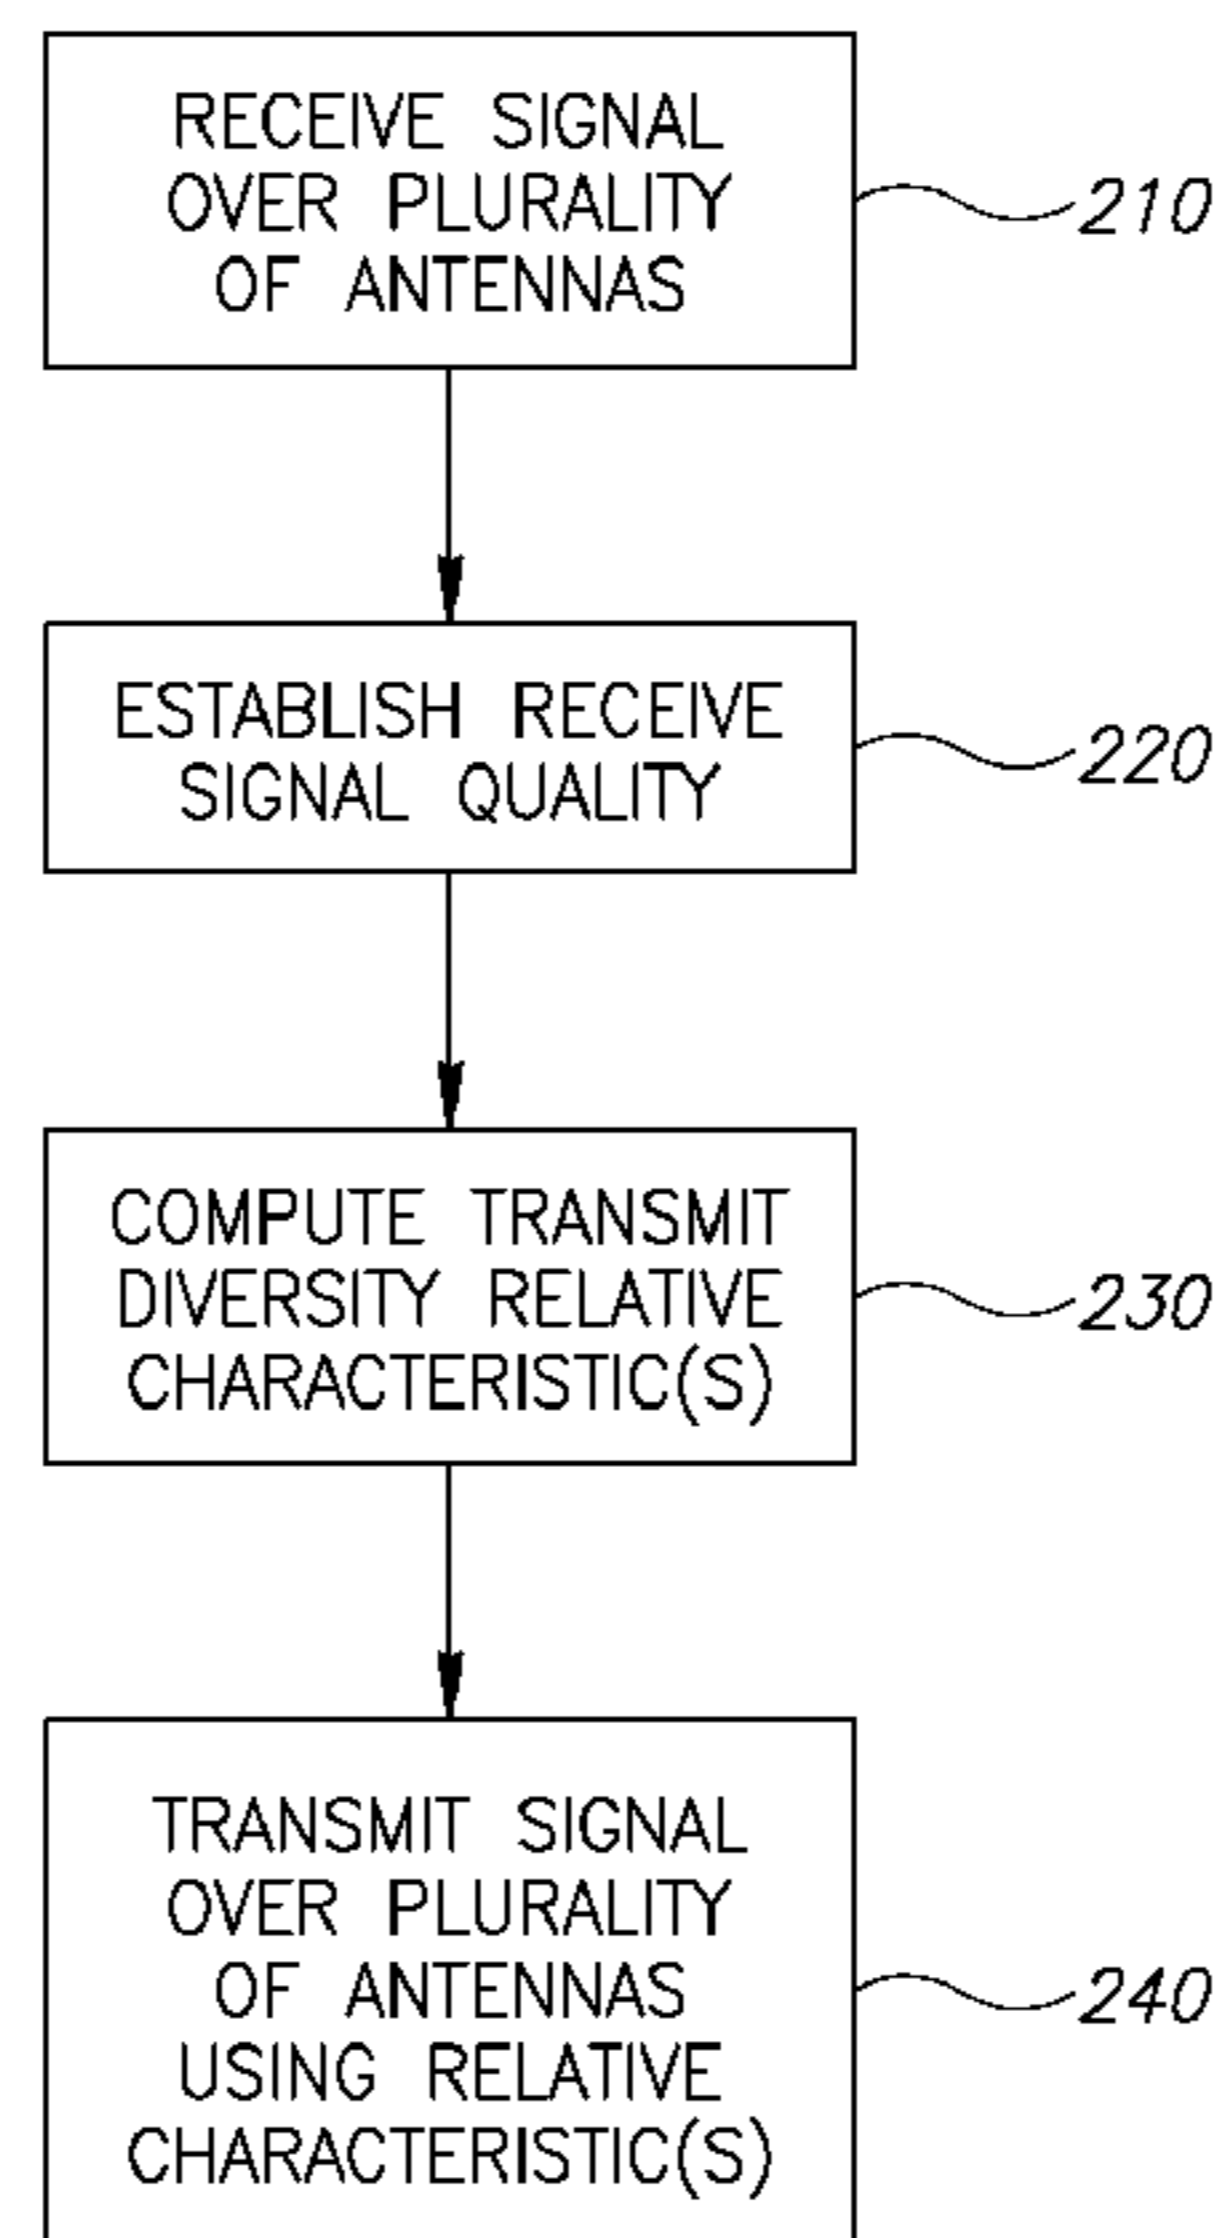 RECEIVE SIGNAL
OVER PLURALITY
OF ANTENNAS
210
ESTABLISH RECEIVE
SIGNAL QUALITY
220
COMPUTE TRANSMIT
DIVERSITY RELATIVE
CHARACTERISTIC(S)
230
TRANSMIT SIGNAL
OVER PLURALITY
OF ANTENNAS
USING RELATIVE
CHARACTERISTIC(S)
240